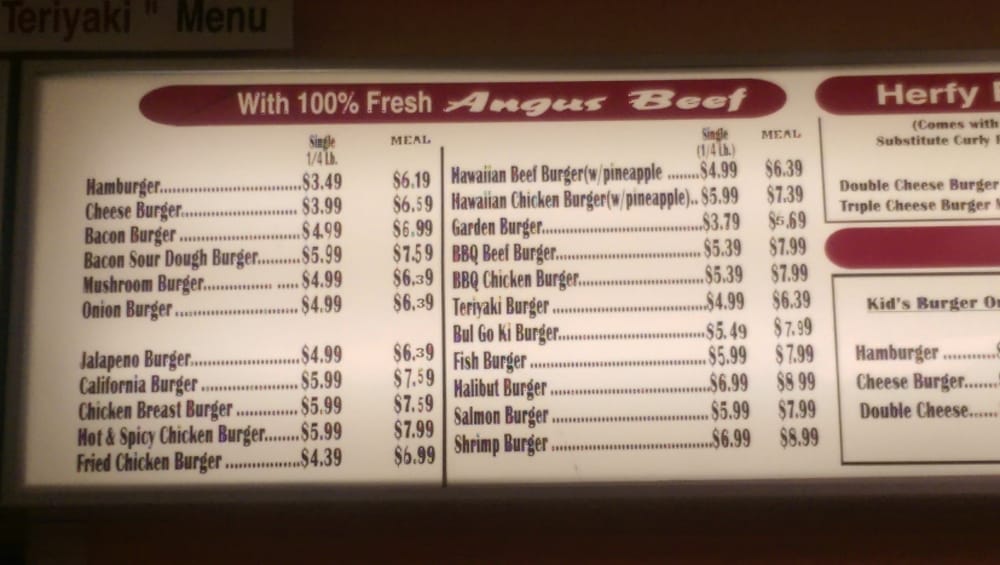 Teriyaki " Menu
With 100% Fresh Angus Beef
Single MEAL
1/4 Lb.
Hamburger..............................$3.49 $6.19
Cheese Burger......................... $3.99 $6.59
Bacon Burger ..........................$4.99 $6.99
Bacon Sour Dough Burger.........$5.99 $7.59
Mushroom Burger............... .....$4.99 $6.39
Onion Burger ...........................$4.99 $6.39
Jalapeno Burger.......................$4.99 $6.39
California Burger .....................$5.99 $7.59
Chicken Breast Burger .............$5.99 $7.59
Hot & Spicy Chicken Burger.......$5.99 $7.99
Fried Chicken Burger ...............$4.39 $6.99
Single MEAL
(1/4 Lb.)
Hawaiian Beef Burger(w/pineapple .......$4.99 $6.39
Hawaiian Chicken Burger(w/pineapple).. $5.99 $7.39
Garden Burger...................................$3.79 $5.69
BBQ Beef Burger................................$5.39 $7.99
BBQ Chicken Burger...........................$5.39 $7.99
Teriyaki Burger .................................$4.99 $6.39
Bul Go Ki Burger................................$5.49 $7.99
Fish Burger .......................................$5.99 $7.99
Halibut Burger ..................................$6.99 $8 99
Salmon Burger ..................................$5.99 $7.99
Shrimp Burger ..................................$6.99 $8.99
Herfy
(Comes with
Substitute Curly
Double Cheese Burger
Triple Cheese Burger
Kid's Burger
Hamburger ..........
Cheese Burger......
Double Cheese.....